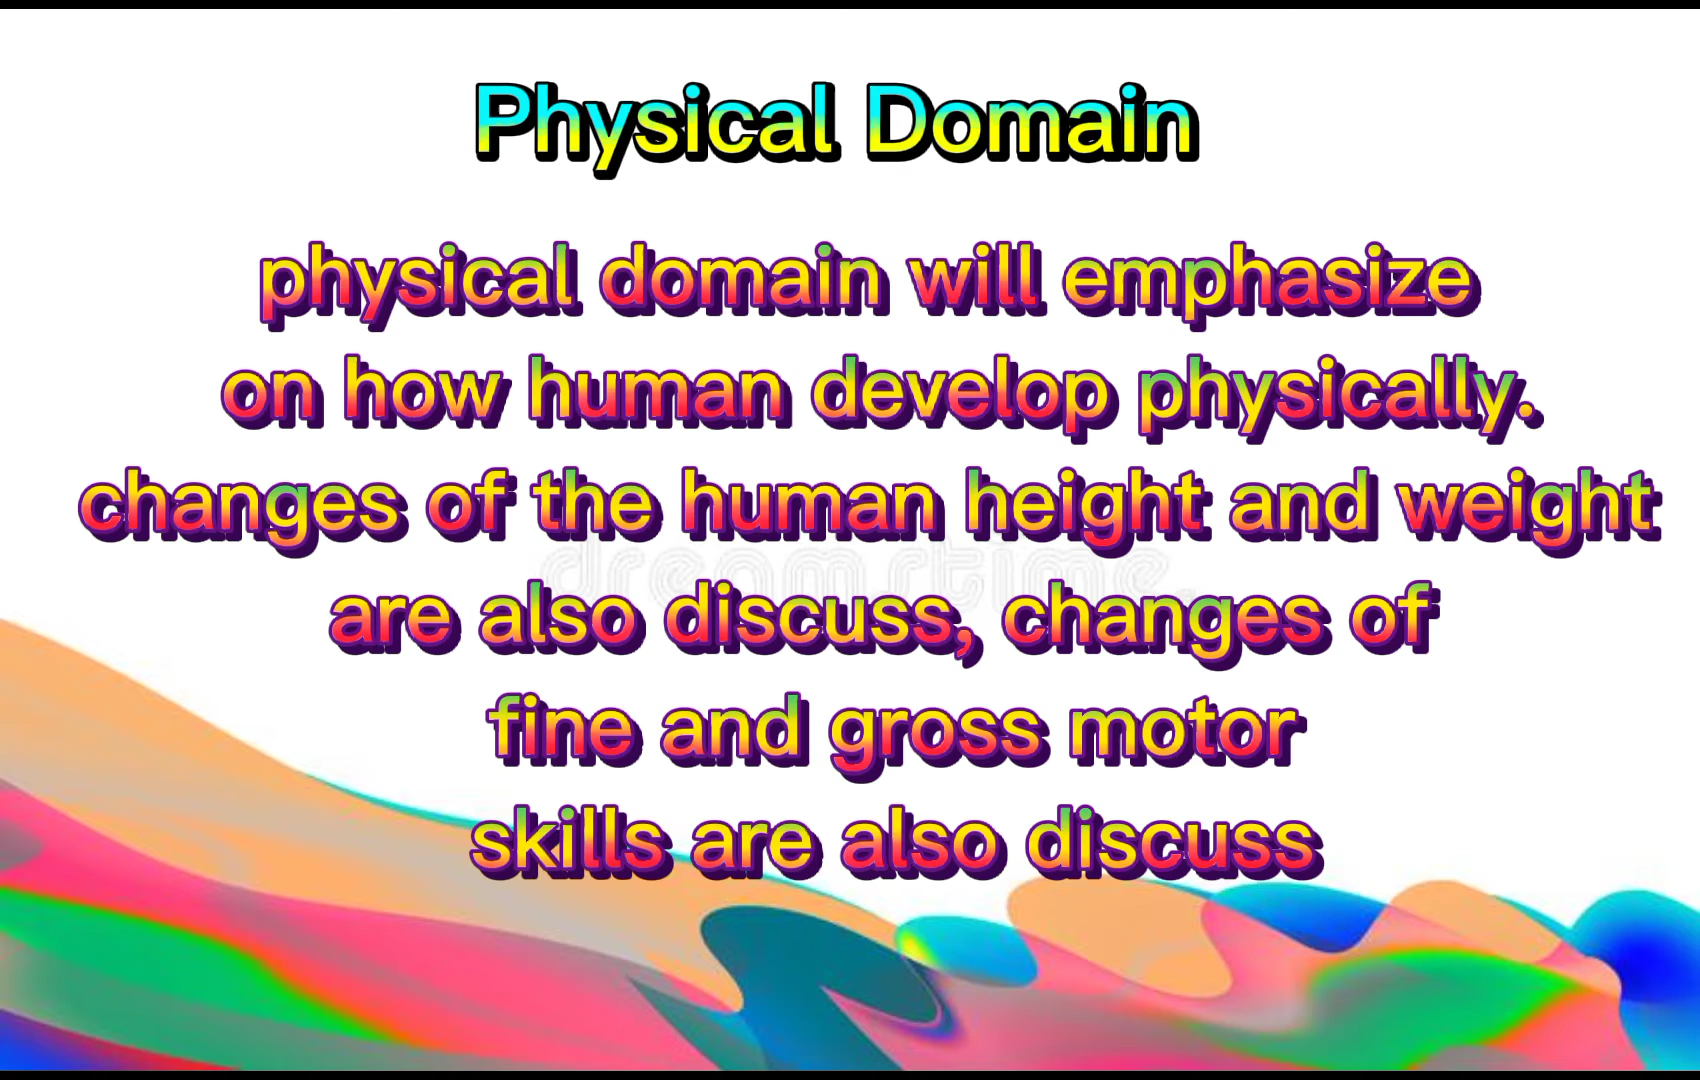 Physical Domain
physical domain will emphasize
on how human develop physically.
changes of the human height and weight
dreamstime
are also discuss, changes of
fine and gross motor
skills are also discuss